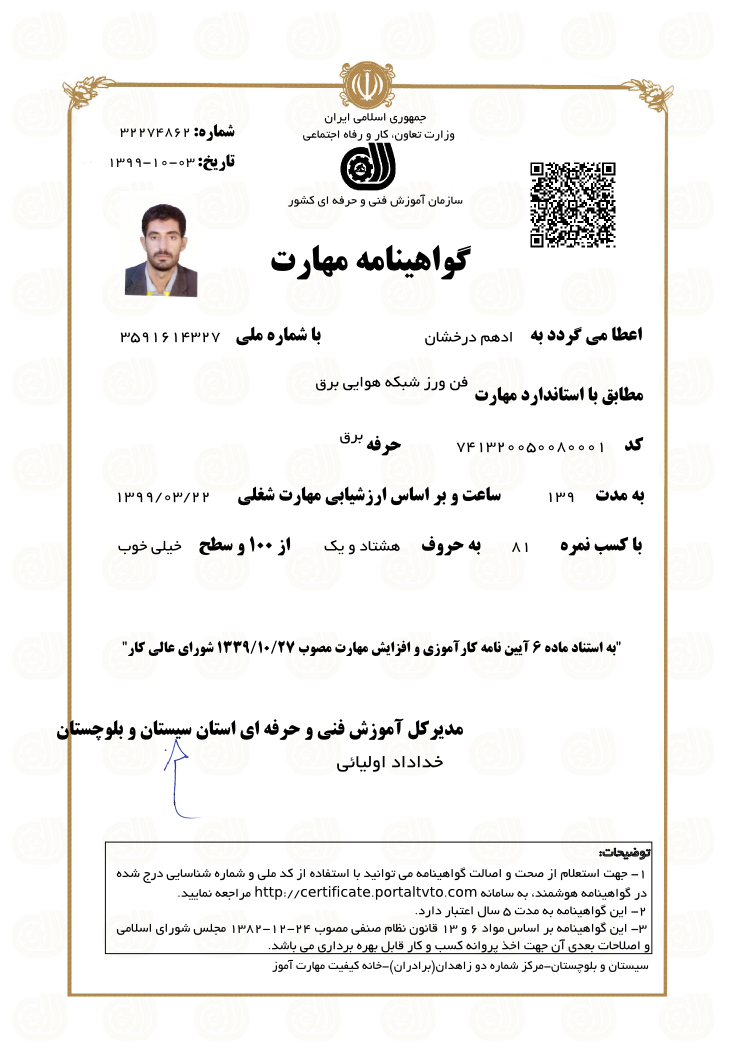 جمهوری اسلامی ایران
وزارت تعاون، کار و رفاه اجتماعی
شماره: ۳۲۲۷۴۸۶۲
تاریخ: ۱۳۹۹-۱۰-۰۳
سازمان آموزش فنی و حرفه ای کشور
گواهینامه مهارت
اعطا می گردد به ادهم درخشان با شماره ملی ۳۵۹۱۶۱۴۳۲۷
مطابق با استاندارد مهارت فن ورز شبکه هوایی برق
کد ۷۴۱۳۲۰۰۵۰۰۸۰۰۰۱ حرفه برق
به مدت ۱۳۹ ساعت و بر اساس ارزشیابی مهارت شغلی ۱۳۹۹/۰۳/۲۲
با کسب نمره ۸۱ به حروف هشتاد و یک از ۱۰۰ و سطح خیلی خوب
"به استناد ماده ۶ آیین نامه کارآموزی و افزایش مهارت مصوب ۱۳۳۹/۱۰/۲۷ شورای عالی کار"
مدیرکل آموزش فنی و حرفه ای استان سیستان و بلوچستان
خداداد اولیائی
توضیحات:
۱- جهت استعلام از صحت و اصالت گواهینامه می توانید با استفاده از کد ملی و شماره شناسایی درج شده
در گواهینامه هوشمند، به سامانه http://certificate.portaltvto.com مراجعه نمایید.
۲- این گواهینامه به مدت ۵ سال اعتبار دارد.
۳- این گواهینامه بر اساس مواد ۶ و ۱۳ قانون نظام صنفی مصوب ۲۴-۱۲-۱۳۸۲ مجلس شورای اسلامی
و اصلاحات بعدی آن جهت اخذ پروانه کسب و کار قابل بهره برداری می باشد.
سیستان و بلوچستان-مرکز شماره دو زاهدان(برادران)-خانه کیفیت مهارت آموز